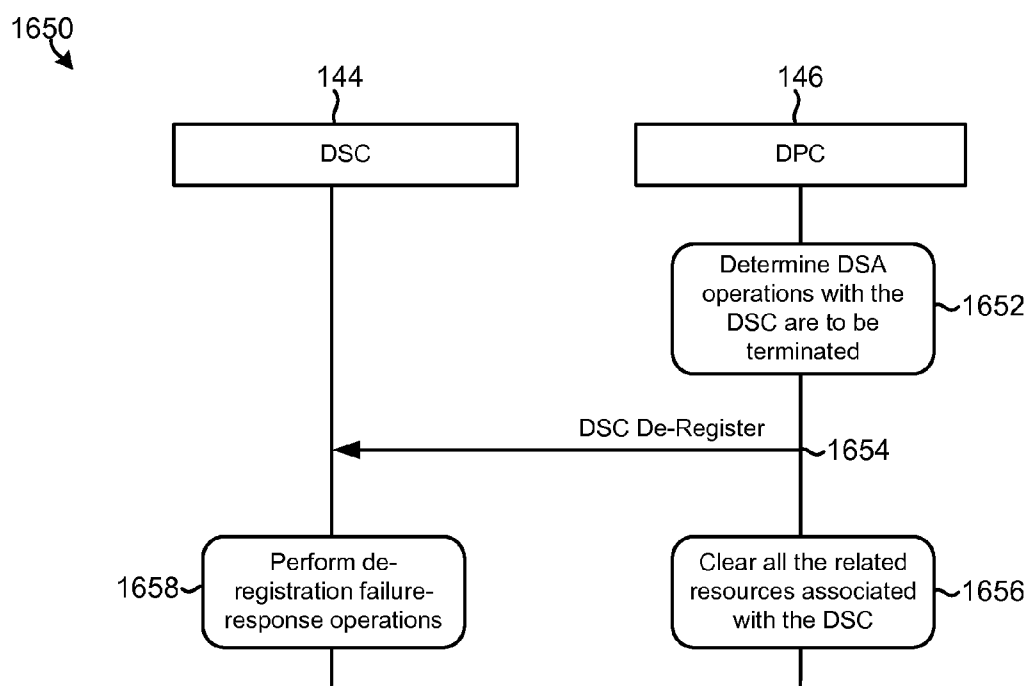 1650
144
146
DSC
DPC
Determine DSA
operations with the
DSC are to be
terminated
1652
DSC De-Register
1654
Perform de-
registration failure-
response operations
1658
Clear all the related
resources associated
with the DSC
1656